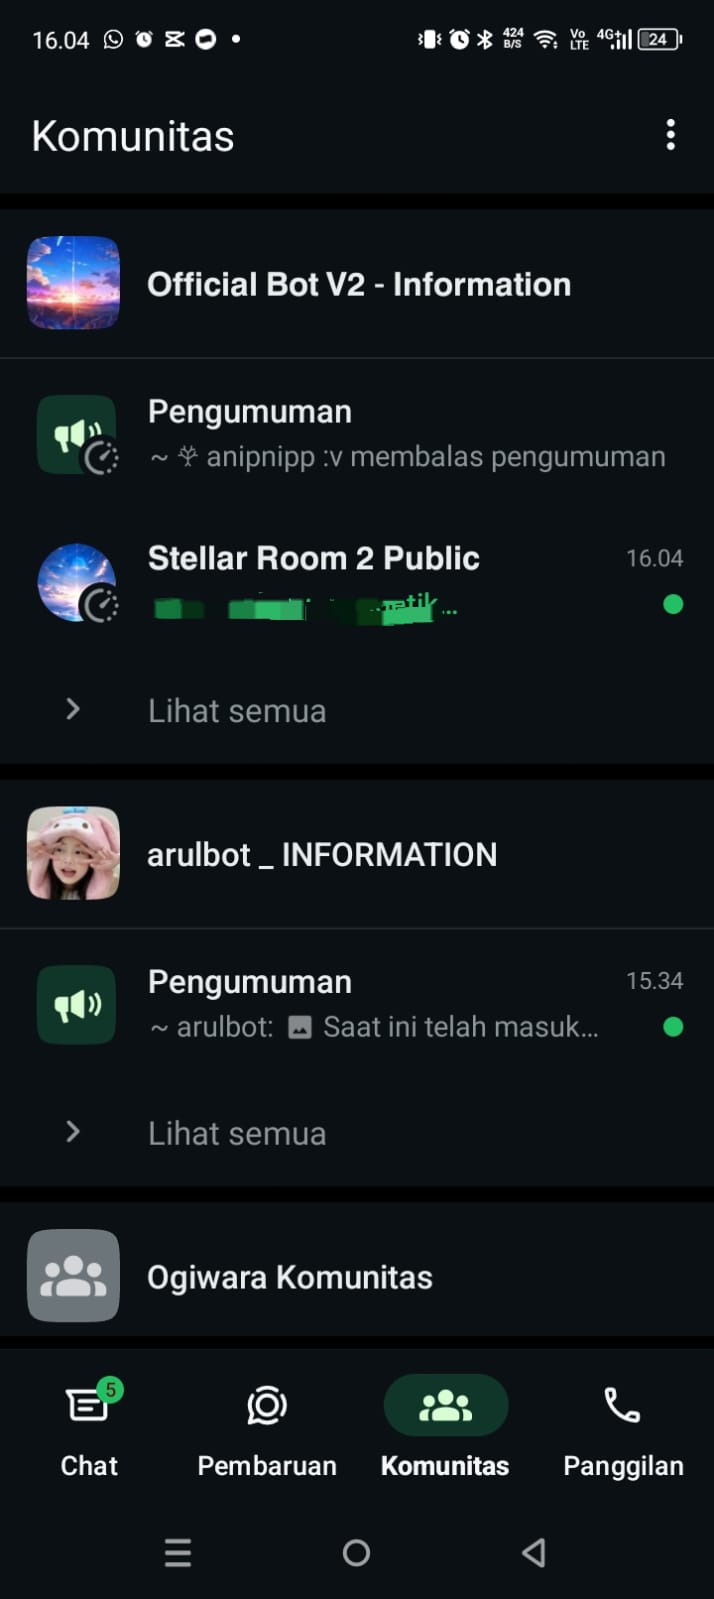 16.04
424 B/S
Vo LTE
4G+
24
Komunitas
Official Bot V2 - Information
Pengumuman
~ anipnipp :v membalas pengumuman
Stellar Room 2 Public
16.04
Lihat semua
arulbot _ INFORMATION
Pengumuman
15.34
~ arulbot: Saat ini telah masuk...
Lihat semua
Ogiwara Komunitas
5
Chat
Pembaruan
Komunitas
Panggilan